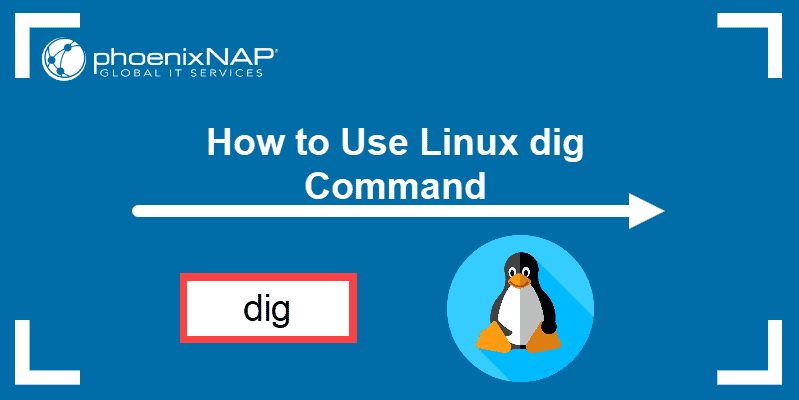 phoenixNAP®
GLOBAL IT SERVICES
How to Use Linux dig
Command
dig